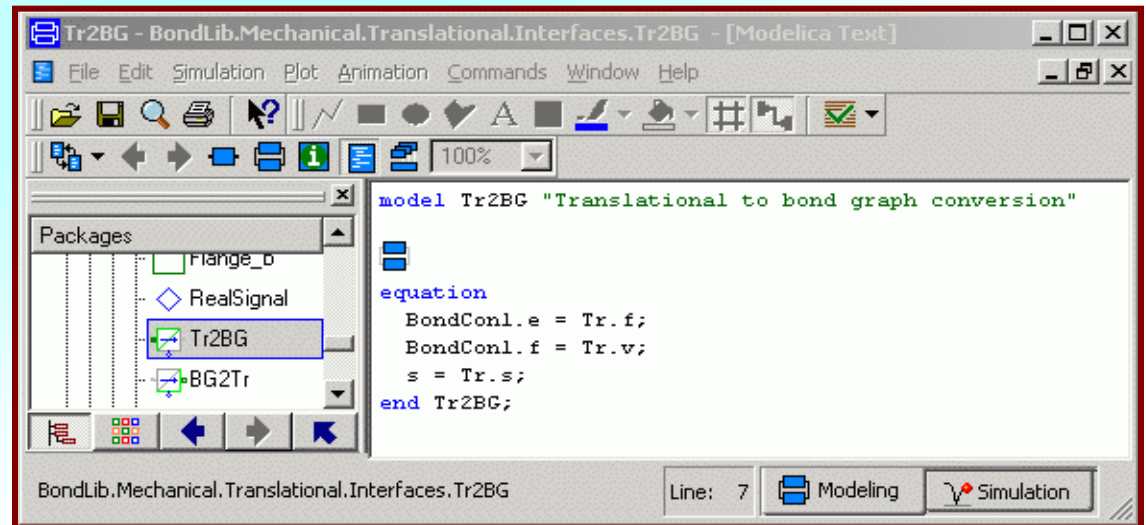 Tr2BG - BondLib.Mechanical.Translational.Interfaces.Tr2BG - [Modelica Text]
File Edit Simulation Plot Animation Commands Window Help
A
100%
Packages
Flange_b
RealSignal
Tr2BG
BG2Tr
model Tr2BG "Translational to bond graph conversion"
equation
BondCon1.e = Tr.f;
BondCon1.f = Tr.v;
s = Tr.s;
end Tr2BG;
BondLib.Mechanical.Translational.Interfaces.Tr2BG
Line: 7
Modeling
Simulation